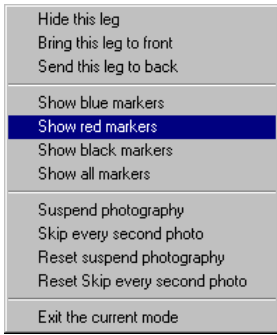 Hide this leg
Bring this leg to front
Send this leg to back
Show blue markers
Show red markers
Show black markers
Show all markers
Suspend photography
Skip every second photo
Reset suspend photography
Reset Skip every second photo
Exit the current mode